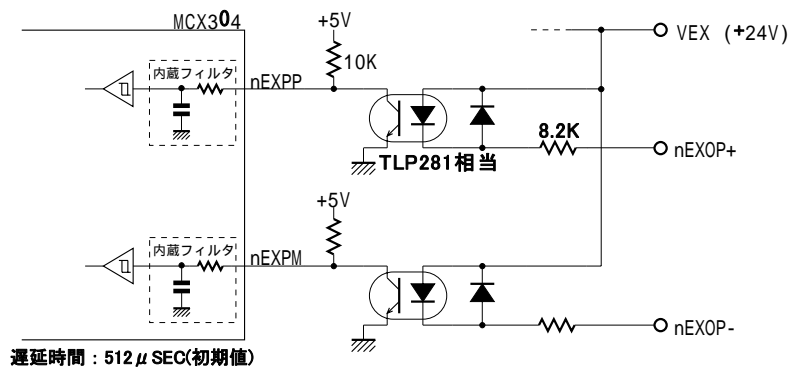 MCX304
+5V
VEX (+24V)
10K
内蔵フィルタ
nEXPP
8.2K
nEXOP+
TLP281相当
+5V
内蔵フィルタ
nEXPM
nEXOP-
遅延時間：512μSEC(初期値)